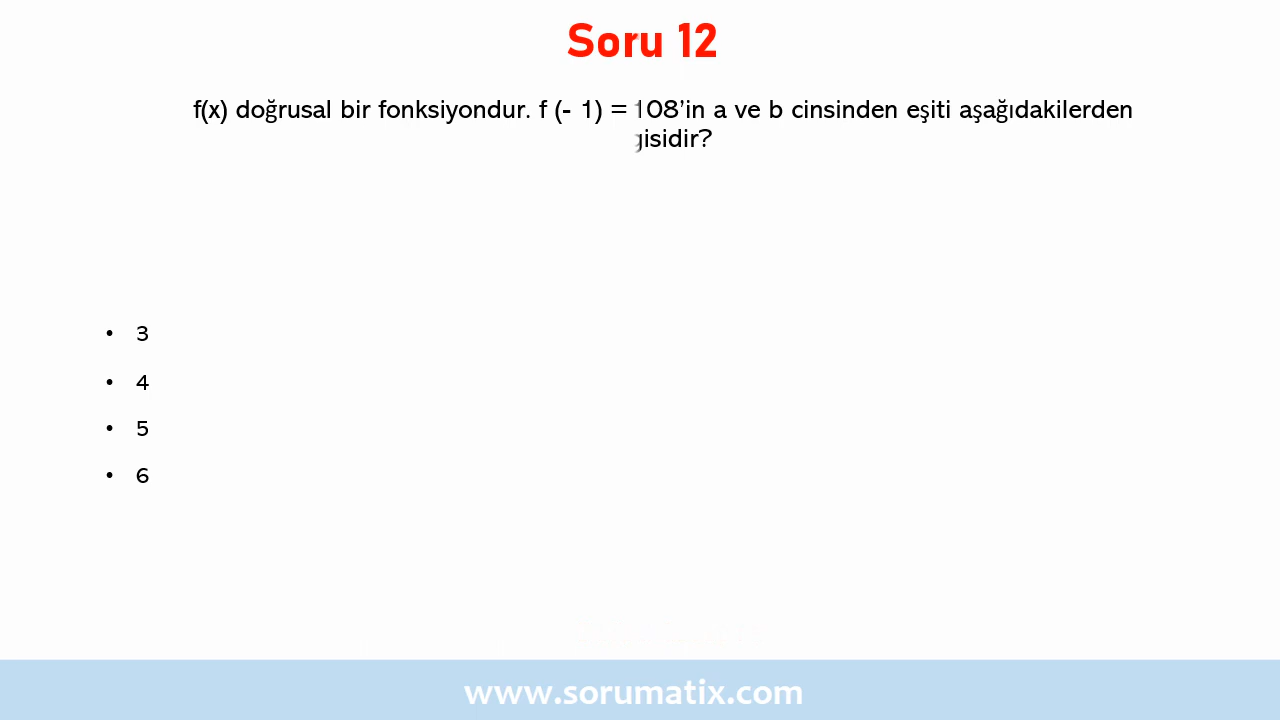 Soru 12
f(x) doğrusal bir fonksiyondur. f (- 1) = 108’in a ve b cinsinden eşiti aşağıdakilerden
gisidir?
• 3
• 4
• 5
• 6
www.sorumatix.com